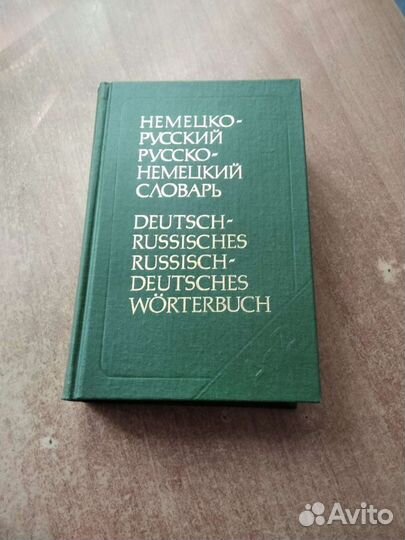 НЕМЕЦКО-
РУССКИЙ
РУССКО-
НЕМЕЦКИЙ
СЛОВАРЬ
DEUTSCH-
RUSSISCHES
RUSSISCH-
DEUTSCHES
WÖRTERBUCH
Avito